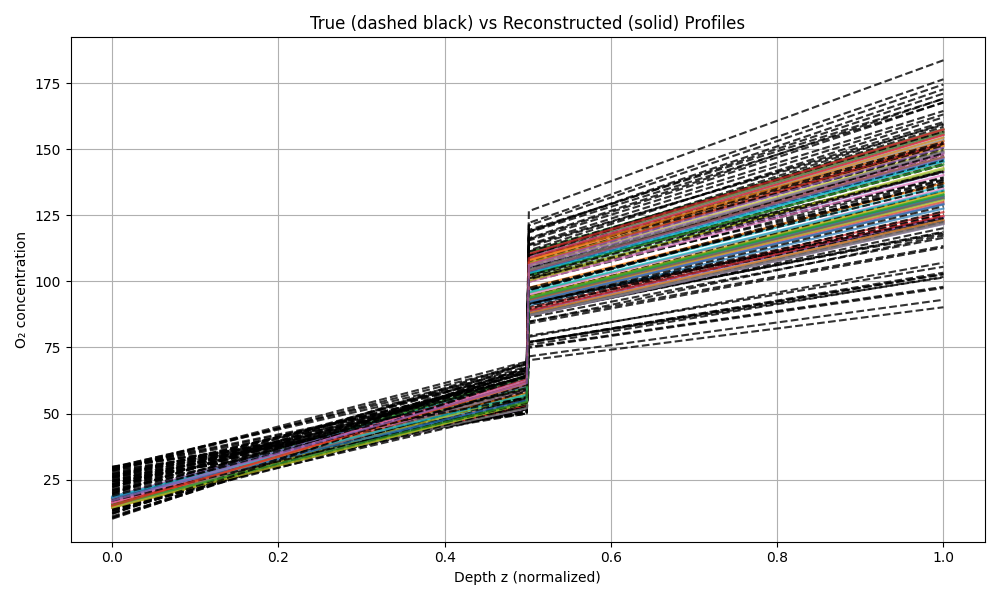 True (dashed black) vs Reconstructed (solid) Profiles
O₂ concentration
175
150
125
100
75
50
25
0.0 0.2 0.4 0.6 0.8 1.0
Depth z (normalized)